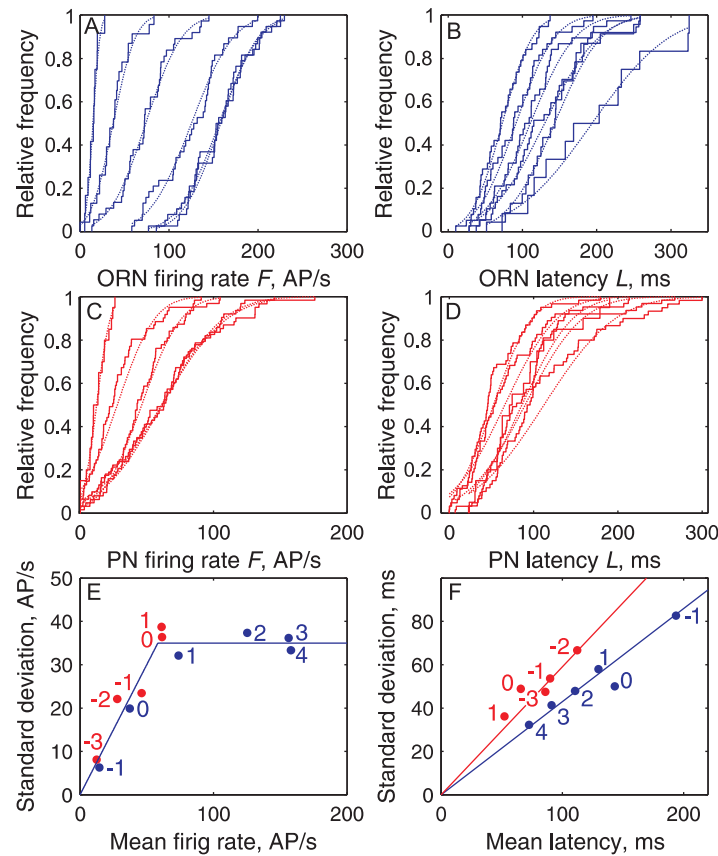 A
Relative frequency
1
0.8
0.6
0.4
0.2
0
0 100 200 300
ORN firing rate F, AP/s
B
Relative frequency
1
0.8
0.6
0.4
0.2
0
0 100 200 300
ORN latency L, ms
C
Relative frequency
1
0.8
0.6
0.4
0.2
0
0 100 200
PN firing rate F, AP/s
D
Relative frequency
1
0.8
0.6
0.4
0.2
0
0 100 200 300
PN latency L, ms
E
Standard deviation, AP/s
50
40
30
20
10
0
1
0
2
3
1
4
-1
-2
0
-3
-1
0 50 100 150 200
Mean firig rate, AP/s
F
Standard deviation, ms
80
60
40
20
0
-1
-2
-1
0
1
-3
0
2
1
3
4
0 100 200
Mean latency, ms